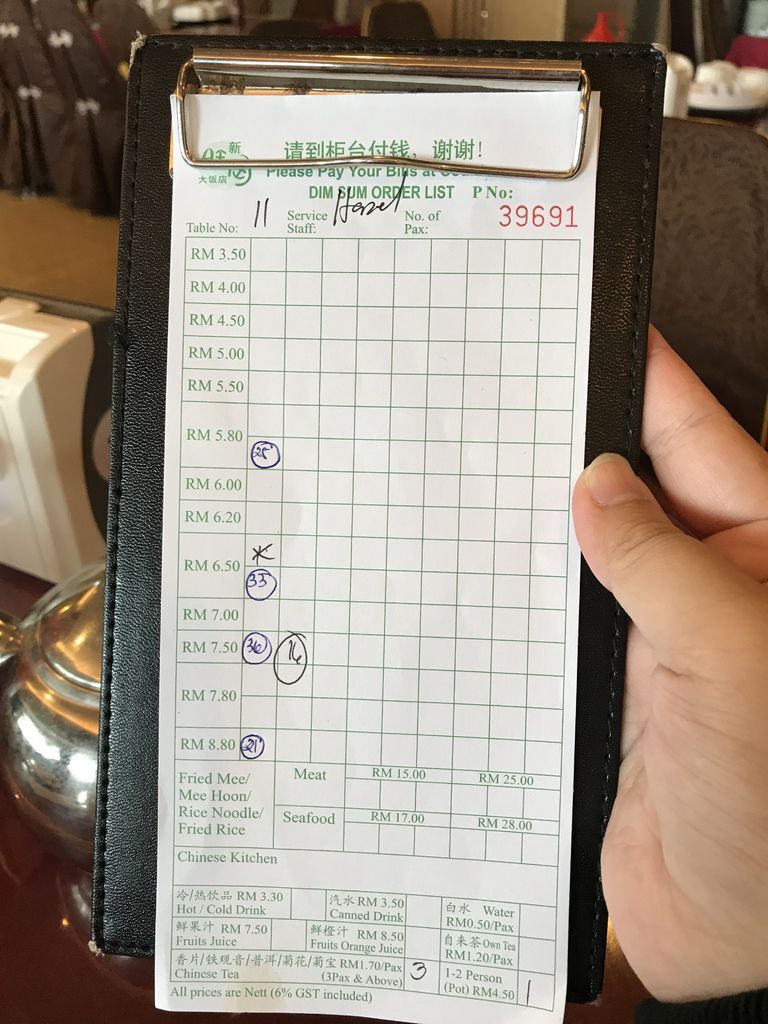 新
大饭店
请到柜台付钱, 谢谢!
Please Pay Your Bills at
DIM SUM ORDER LIST P No:
Table No: 11 Service Staff: Hazel No. of Pax: 39691
RM 3.50
RM 4.00
RM 4.50
RM 5.00
RM 5.50
RM 5.80
25
RM 6.00
RM 6.20
RM 6.50
33
RM 7.00
RM 7.50 36 16
RM 7.80
RM 8.80 21
Fried Mee/
Mee Hoon/
Rice Noodle/
Fried Rice
Meat RM 15.00 RM 25.00
Seafood RM 17.00 RM 28.00
Chinese Kitchen
冷/热饮品 RM 3.30
Hot / Cold Drink
汽水 RM 3.50
Canned Drink
白水 Water
RM0.50/Pax
鲜果汁 RM 7.50
Fruits Juice
鲜橙汁 RM 8.50
Fruits Orange Juice
自来茶 Own Tea
RM1.20/Pax
香片/铁观音/普洱/菊花/菊宝 RM1.70/Pax
Chinese Tea (3Pax & Above) 3
1-2 Person
(Pot) RM4.50 1
All prices are Nett (6% GST included)